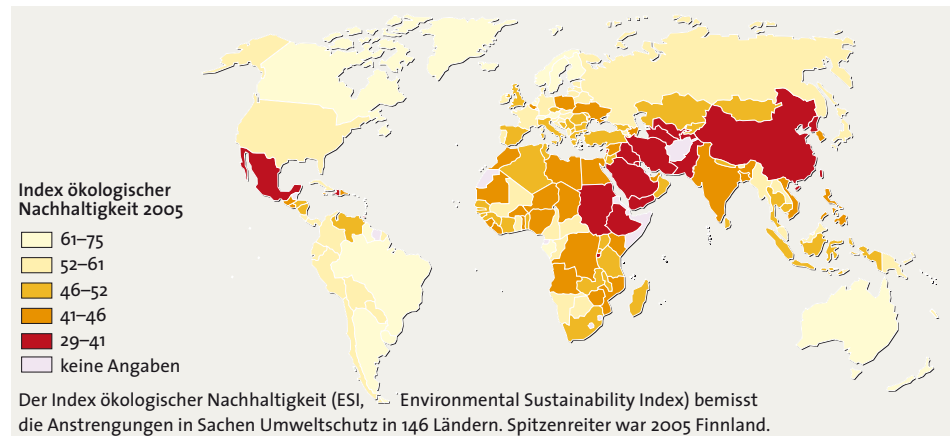 Index ökologischer
Nachhaltigkeit 2005
61–75
52–61
46–52
41–46
29–41
keine Angaben
Der Index ökologischer Nachhaltigkeit (ESI, Environmental Sustainability Index) bemisst
die Anstrengungen in Sachen Umweltschutz in 146 Ländern. Spitzenreiter war 2005 Finnland.